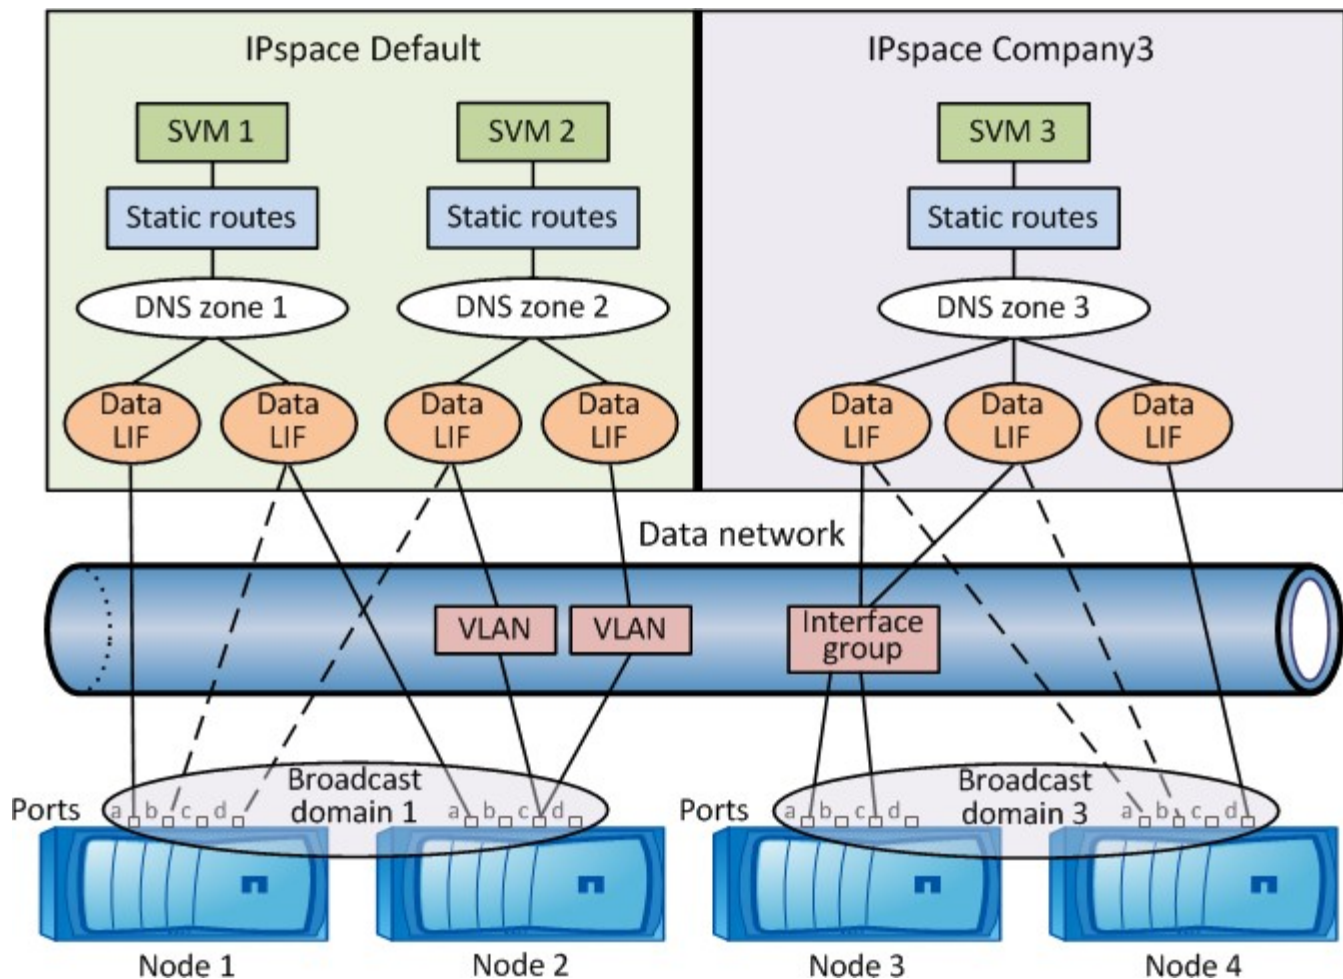 IPspace Default
IPspace Company3
SVM 1
SVM 2
SVM 3
Static routes
Static routes
Static routes
DNS zone 1
DNS zone 2
DNS zone 3
Data
LIF
Data
LIF
Data
LIF
Data
LIF
Data
LIF
Data
LIF
Data
LIF
Data network
VLAN
VLAN
Interface
group
Broadcast
domain 1
Broadcast
domain 3
Ports
a b c d
a b c d
Ports
a b c d
a b c d
Node 1
Node 2
Node 3
Node 4